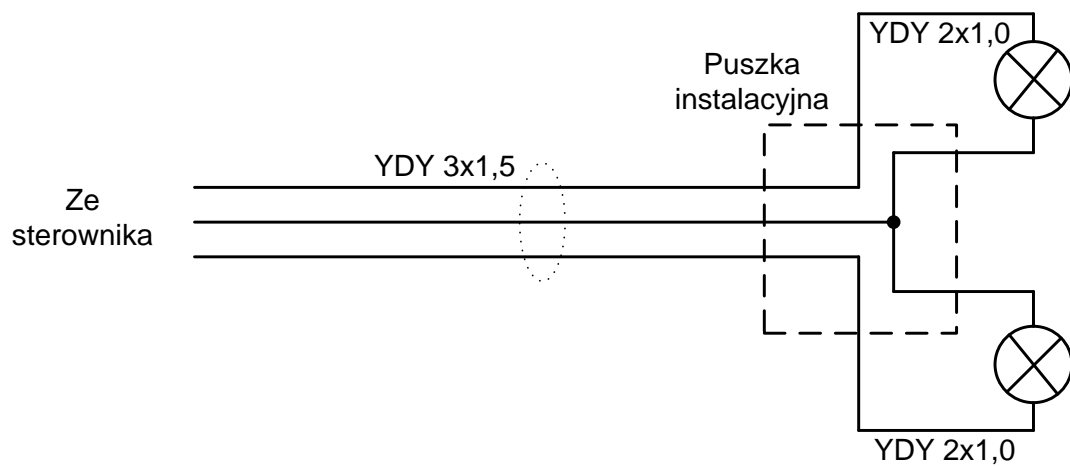 YDY 2x1,0
Puszka
instalacyjna
YDY 3x1,5
Ze
sterownika
YDY 2x1,0